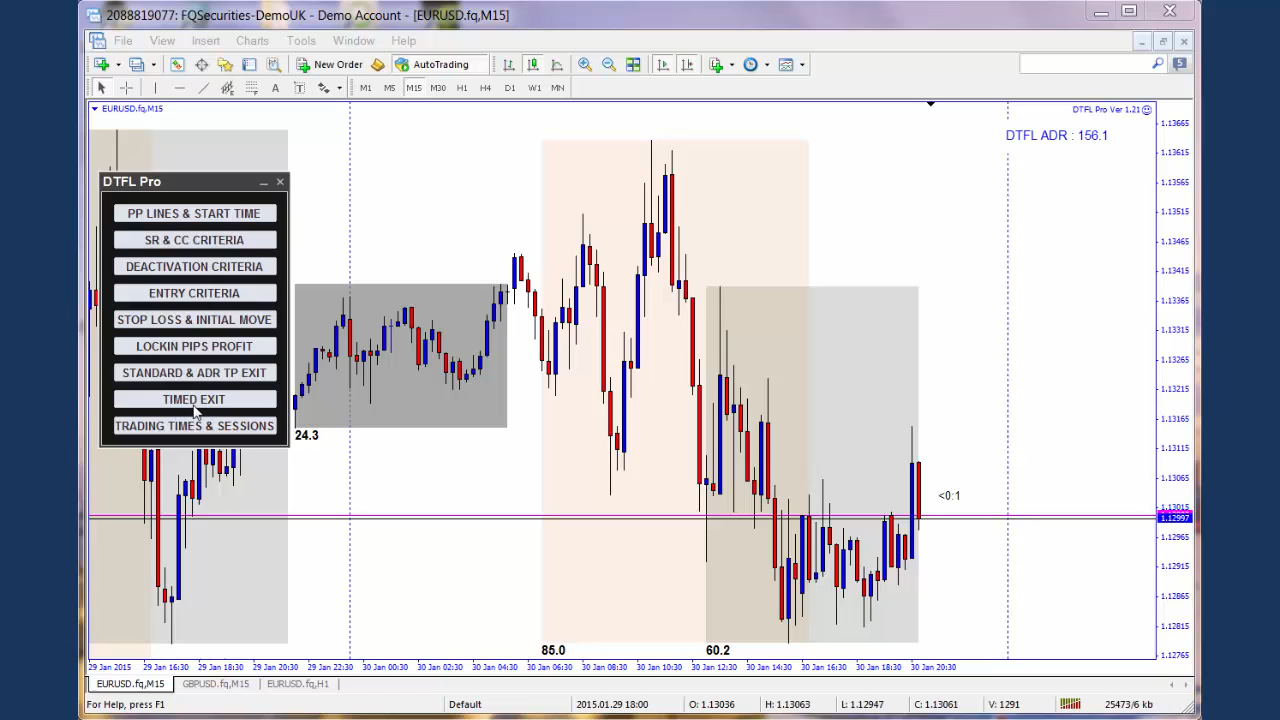 2088819077: FQSecurities-DemoUK - Demo Account - [EURUSD.fq,M15]
File View Insert Charts Tools Window Help
New Order AutoTrading 5
A T M1 M5 M15 M30 H1 H4 D1 W1 MN
EURUSD.fq,M15
DTFL Pro Ver 1.21
DTFL ADR : 156.1
DTFL Pro
PP LINES & START TIME
SR & CC CRITERIA
DEACTIVATION CRITERIA
ENTRY CRITERIA
STOP LOSS & INITIAL MOVE
LOCKIN PIPS PROFIT
STANDARD & ADR TP EXIT
TIMED EXIT
TRADING TIMES & SESSIONS
24.3
<0:1
85.0
60.2
1.13665
1.13615
1.13565
1.13515
1.13465
1.13415
1.13365
1.13315
1.13265
1.13215
1.13165
1.13115
1.13065
1.13015
1.12997
1.12965
1.12915
1.12865
1.12815
1.12765
29 Jan 2015 29 Jan 16:30 29 Jan 18:30 29 Jan 20:30 29 Jan 22:30 30 Jan 00:30 30 Jan 02:30 30 Jan 04:30 30 Jan 06:30 30 Jan 08:30 30 Jan 10:30 30 Jan 12:30 30 Jan 14:30 30 Jan 16:30 30 Jan 18:30 30 Jan 20:30
EURUSD.fq,M15 GBPUSD.fq,M15 EURUSD.fq,H1
For Help, press F1 Default 2015.01.29 18:00 O: 1.13036 H: 1.13063 L: 1.12947 C: 1.13061 V: 1291 25473/6 kb